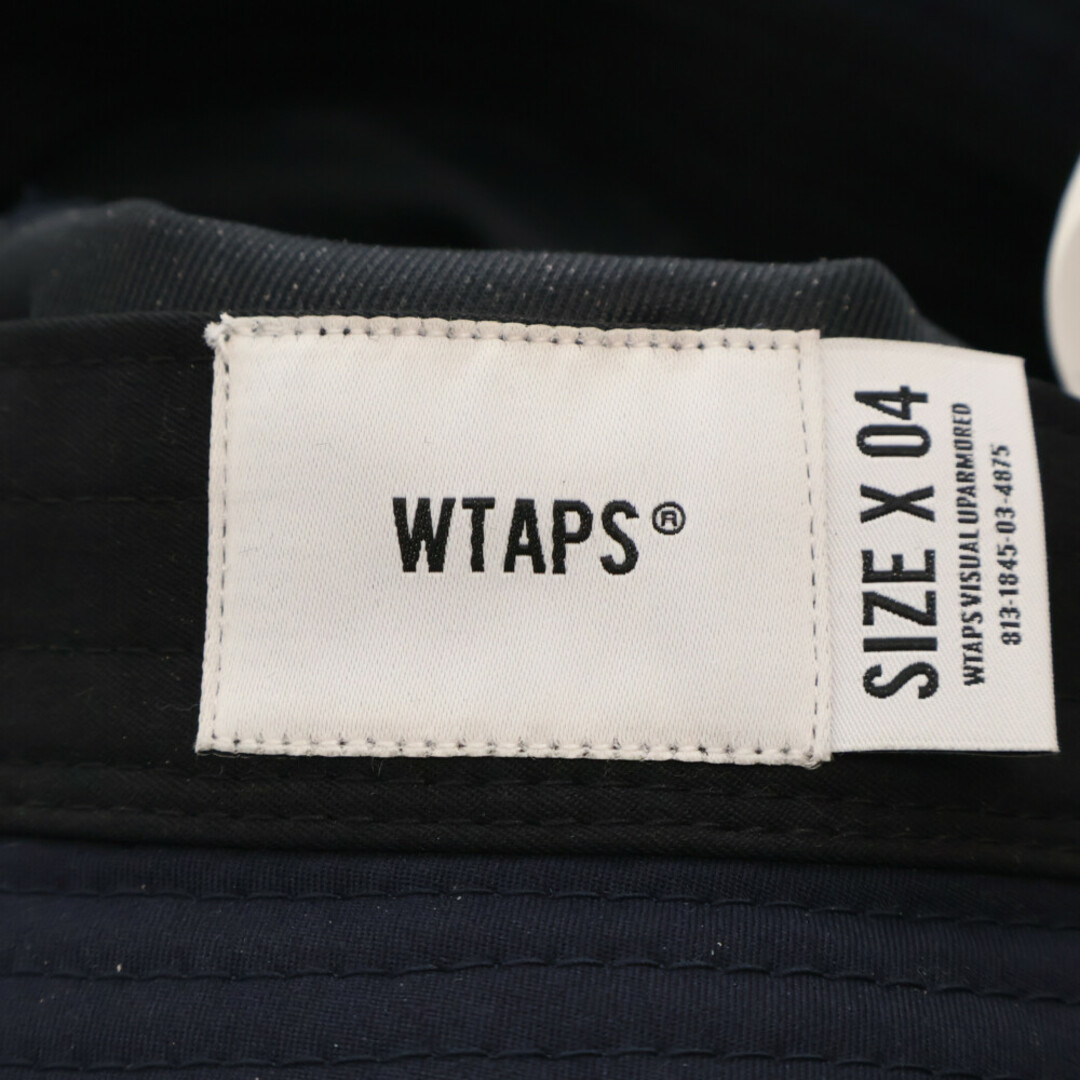 WTAPS®
SIZE X 04
WTAPS VISUAL UPARMORED
813-1845-03-4875